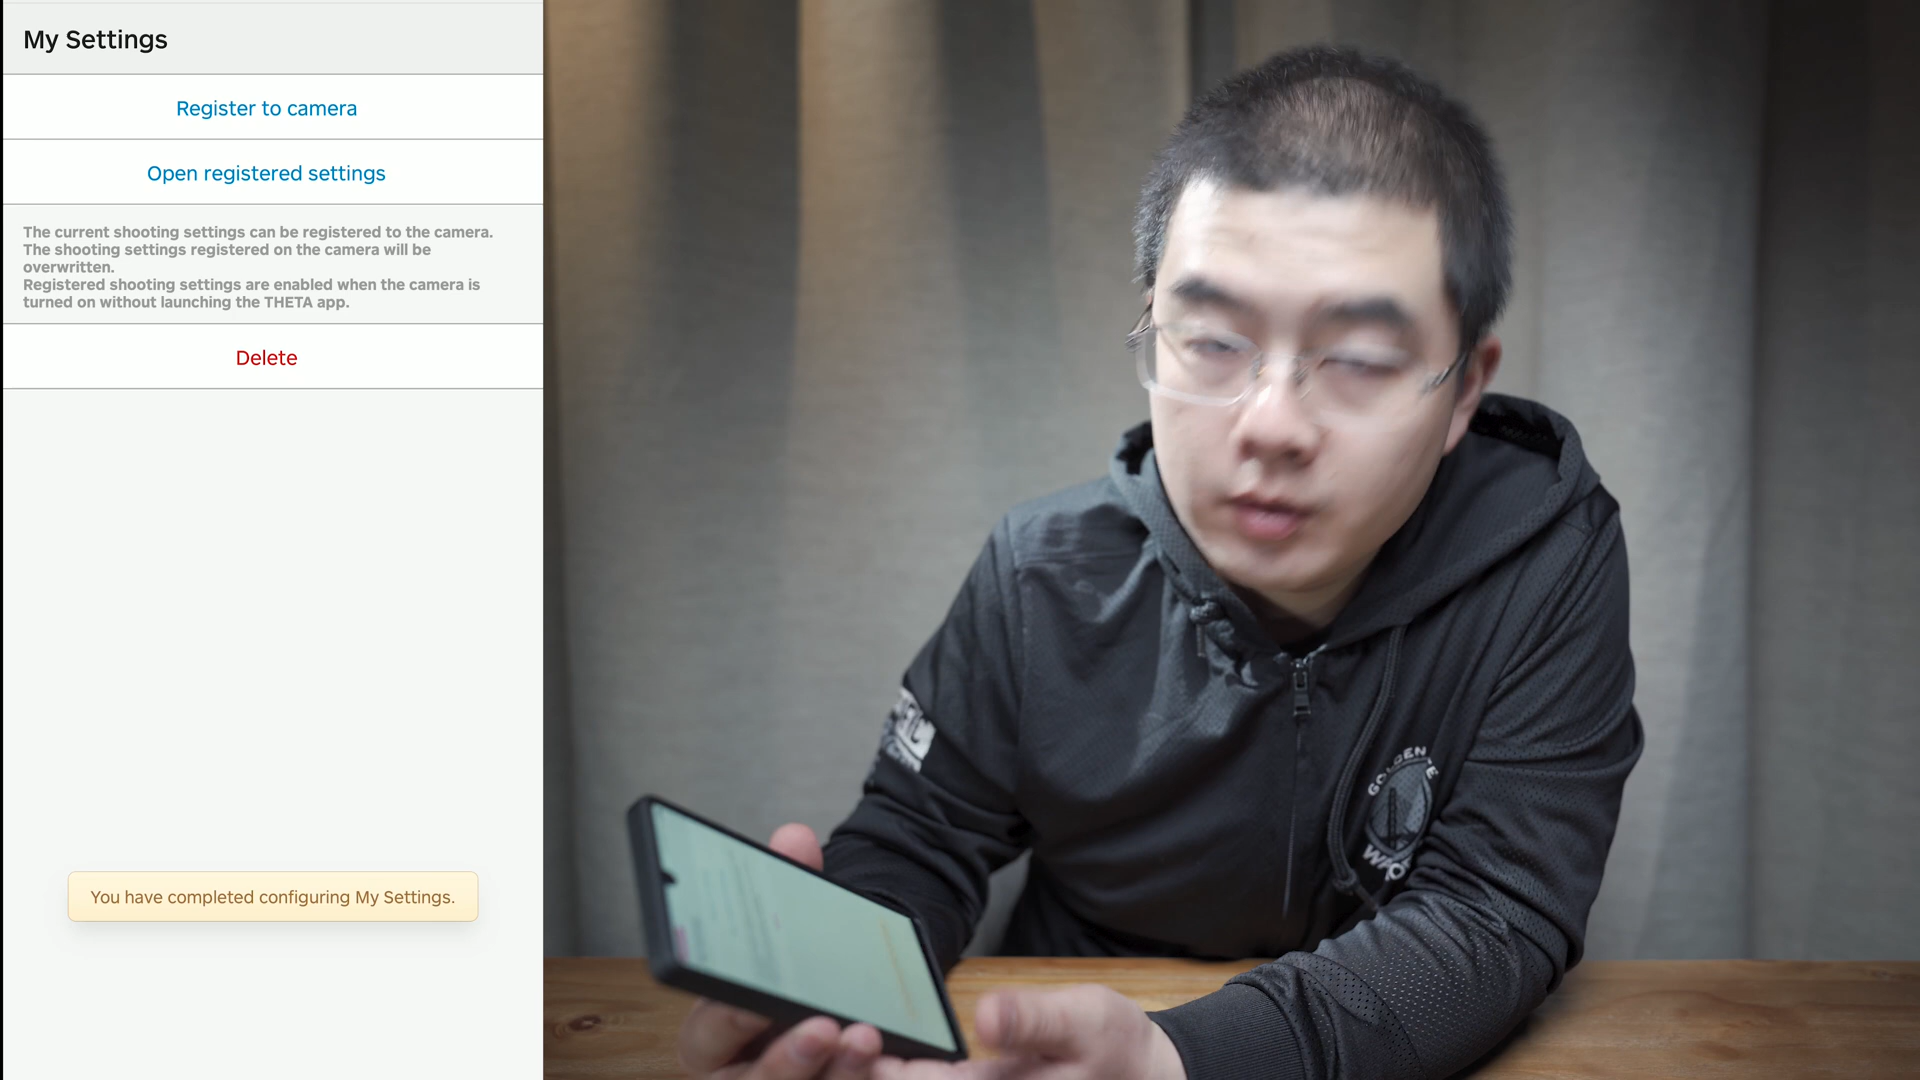 My Settings
Register to camera
Open registered settings
The current shooting settings can be registered to the camera.
The shooting settings registered on the camera will be
overwritten.
Registered shooting settings are enabled when the camera is
turned on without launching the THETA app.
Delete
You have completed configuring My Settings.